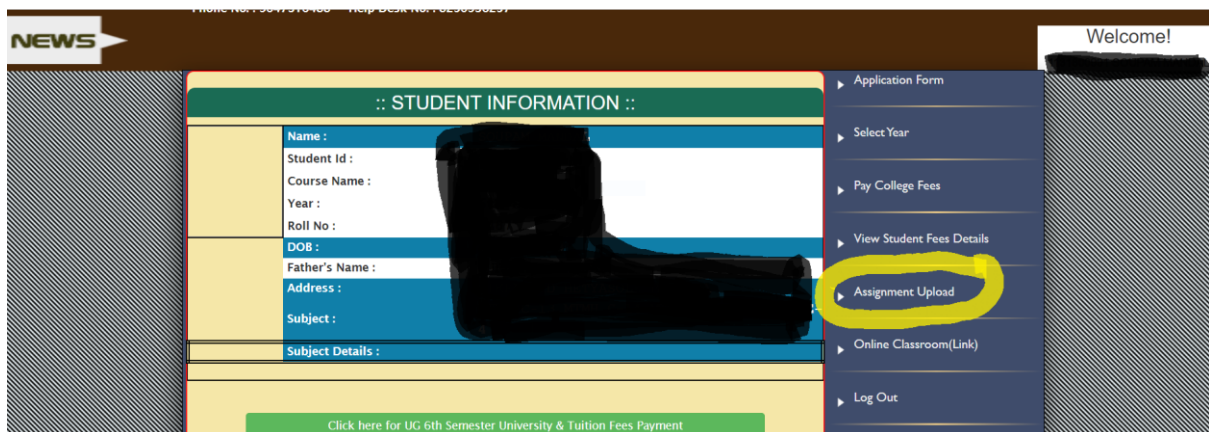 NEWS
Welcome!
:: STUDENT INFORMATION ::
Name :
Student Id :
Course Name :
Year :
Roll No :
DOB :
Father's Name :
Address :
Subject :
Subject Details :
Click here for UG 6th Semester University & Tuition Fees Payment
Application Form
Select Year
Pay College Fees
View Student Fees Details
Assignment Upload
Online Classroom(Link)
Log Out